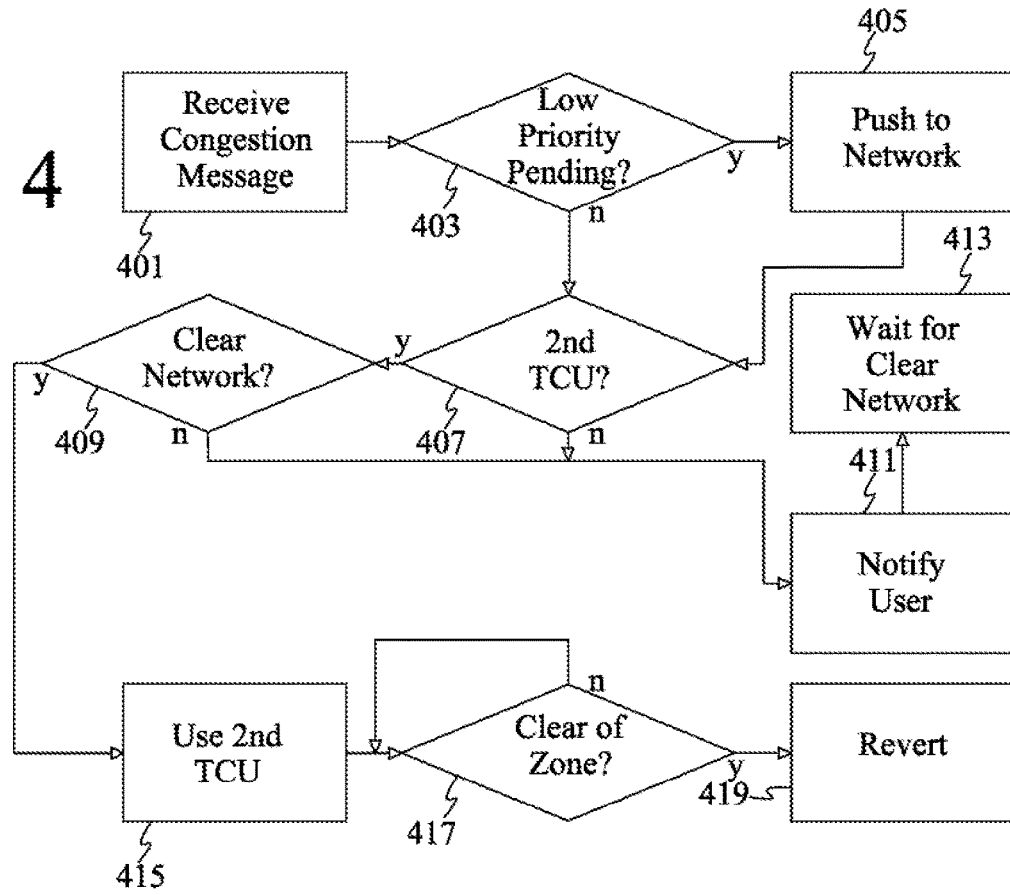 405
Receive
Congestion
Message
Low
Priority
Pending?
y
n
Push to
Network
4
401
403
413
Clear
Network?
y
n
2nd
TCU?
y
n
Wait for
Clear
Network
409
407
411
Notify
User
Use 2nd
TCU
Clear of
Zone?
n
y
Revert
415
417
419